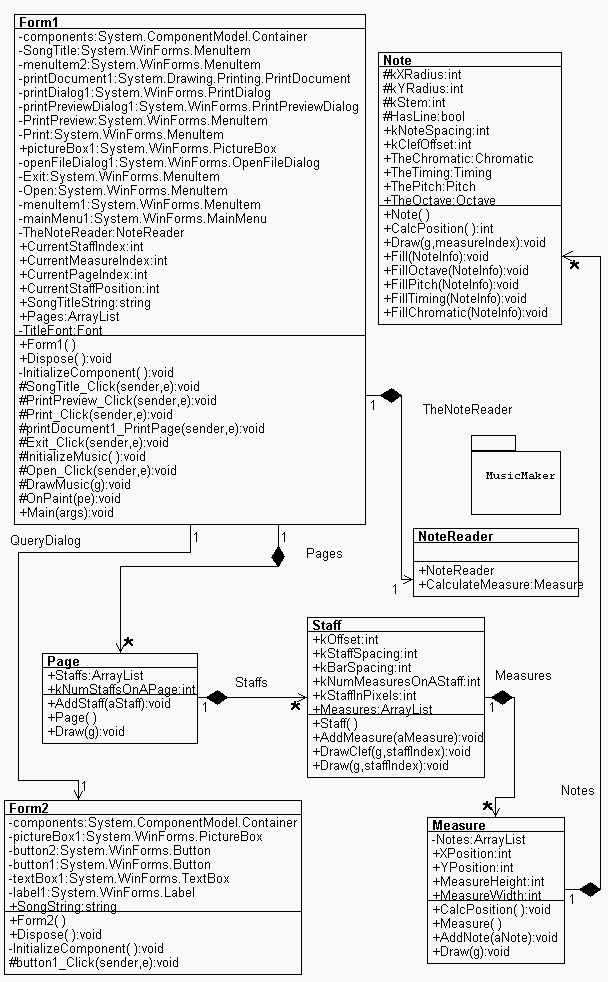 Form1
-components:System.ComponentModel.Container
-SongTitle:System.WinForms.MenuItem
-menuItem2:System.WinForms.MenuItem
-printDocument1:System.Drawing.Printing.PrintDocument
-printDialog1:System.WinForms.PrintDialog
-printPreviewDialog1:System.WinForms.PrintPreviewDialog
-PrintPreview:System.WinForms.MenuItem
-Print:System.WinForms.MenuItem
+pictureBox1:System.WinForms.PictureBox
-openFileDialog1:System.WinForms.OpenFileDialog
-Exit:System.WinForms.MenuItem
-Open:System.WinForms.MenuItem
-menuItem1:System.WinForms.MenuItem
-mainMenu1:System.WinForms.MainMenu
-TheNoteReader:NoteReader
+CurrentStaffIndex:int
+CurrentMeasureIndex:int
+CurrentPageIndex:int
+CurrentStaffPosition:int
+SongTitleString:string
+Pages:ArrayList
-TitleFont:Font
+Form1( )
+Dispose( ):void
-InitializeComponent( ):void
#SongTitle_Click(sender,e):void
#PrintPreview_Click(sender,e):void
#Print_Click(sender,e):void
#printDocument1_PrintPage(sender,e):void
#Exit_Click(sender,e):void
#InitializeMusic( ):void
#Open_Click(sender,e):void
#DrawMusic(g):void
#OnPaint(pe):void
+Main(args):void
Note
#kXRadius:int
#kYRadius:int
#kStem:int
#HasLine:bool
+kNoteSpacing:int
+kClefOffset:int
+TheChromatic:Chromatic
+TheTiming:Timing
+ThePitch:Pitch
+TheOctave:Octave
+Note( )
+CalcPosition( ):int
+Draw(g,measureIndex):void
+Fill(NoteInfo):void
+FillOctave(NoteInfo):void
+FillPitch(NoteInfo):void
+FillTiming(NoteInfo):void
+FillChromatic(NoteInfo):void
*
1
TheNoteReader
MusicMaker
NoteReader
+NoteReader
+CalculateMeasure:Measure
1
QueryDialog
1
1
Pages
*
Page
+Staffs:ArrayList
+kNumStaffsOnAPage:int
+AddStaff(aStaff):void
+Page( )
+Draw(g):void
1
Staffs
*
Staff
+kOffset:int
+kStaffSpacing:int
+kBarSpacing:int
+kNumMeasuresOnAStaff:int
+kStaffInPixels:int
+Measures:ArrayList
+Staff( )
+AddMeasure(aMeasure):void
+DrawClef(g,staffIndex):void
+Draw(g,staffIndex):void
Measures
1
*
Notes
1
Form2
-components:System.ComponentModel.Container
-pictureBox1:System.WinForms.PictureBox
-button2:System.WinForms.Button
-button1:System.WinForms.Button
-textBox1:System.WinForms.TextBox
-label1:System.WinForms.Label
+SongString:string
+Form2( )
+Dispose( ):void
-InitializeComponent( ):void
#button1_Click(sender,e):void
Measure
-Notes:ArrayList
+XPosition:int
+YPosition:int
+MeasureHeight:int
+MeasureWidth:int
+CalcPosition( ):void
+Measure( )
+AddNote(aNote):void
+Draw(g):void
1